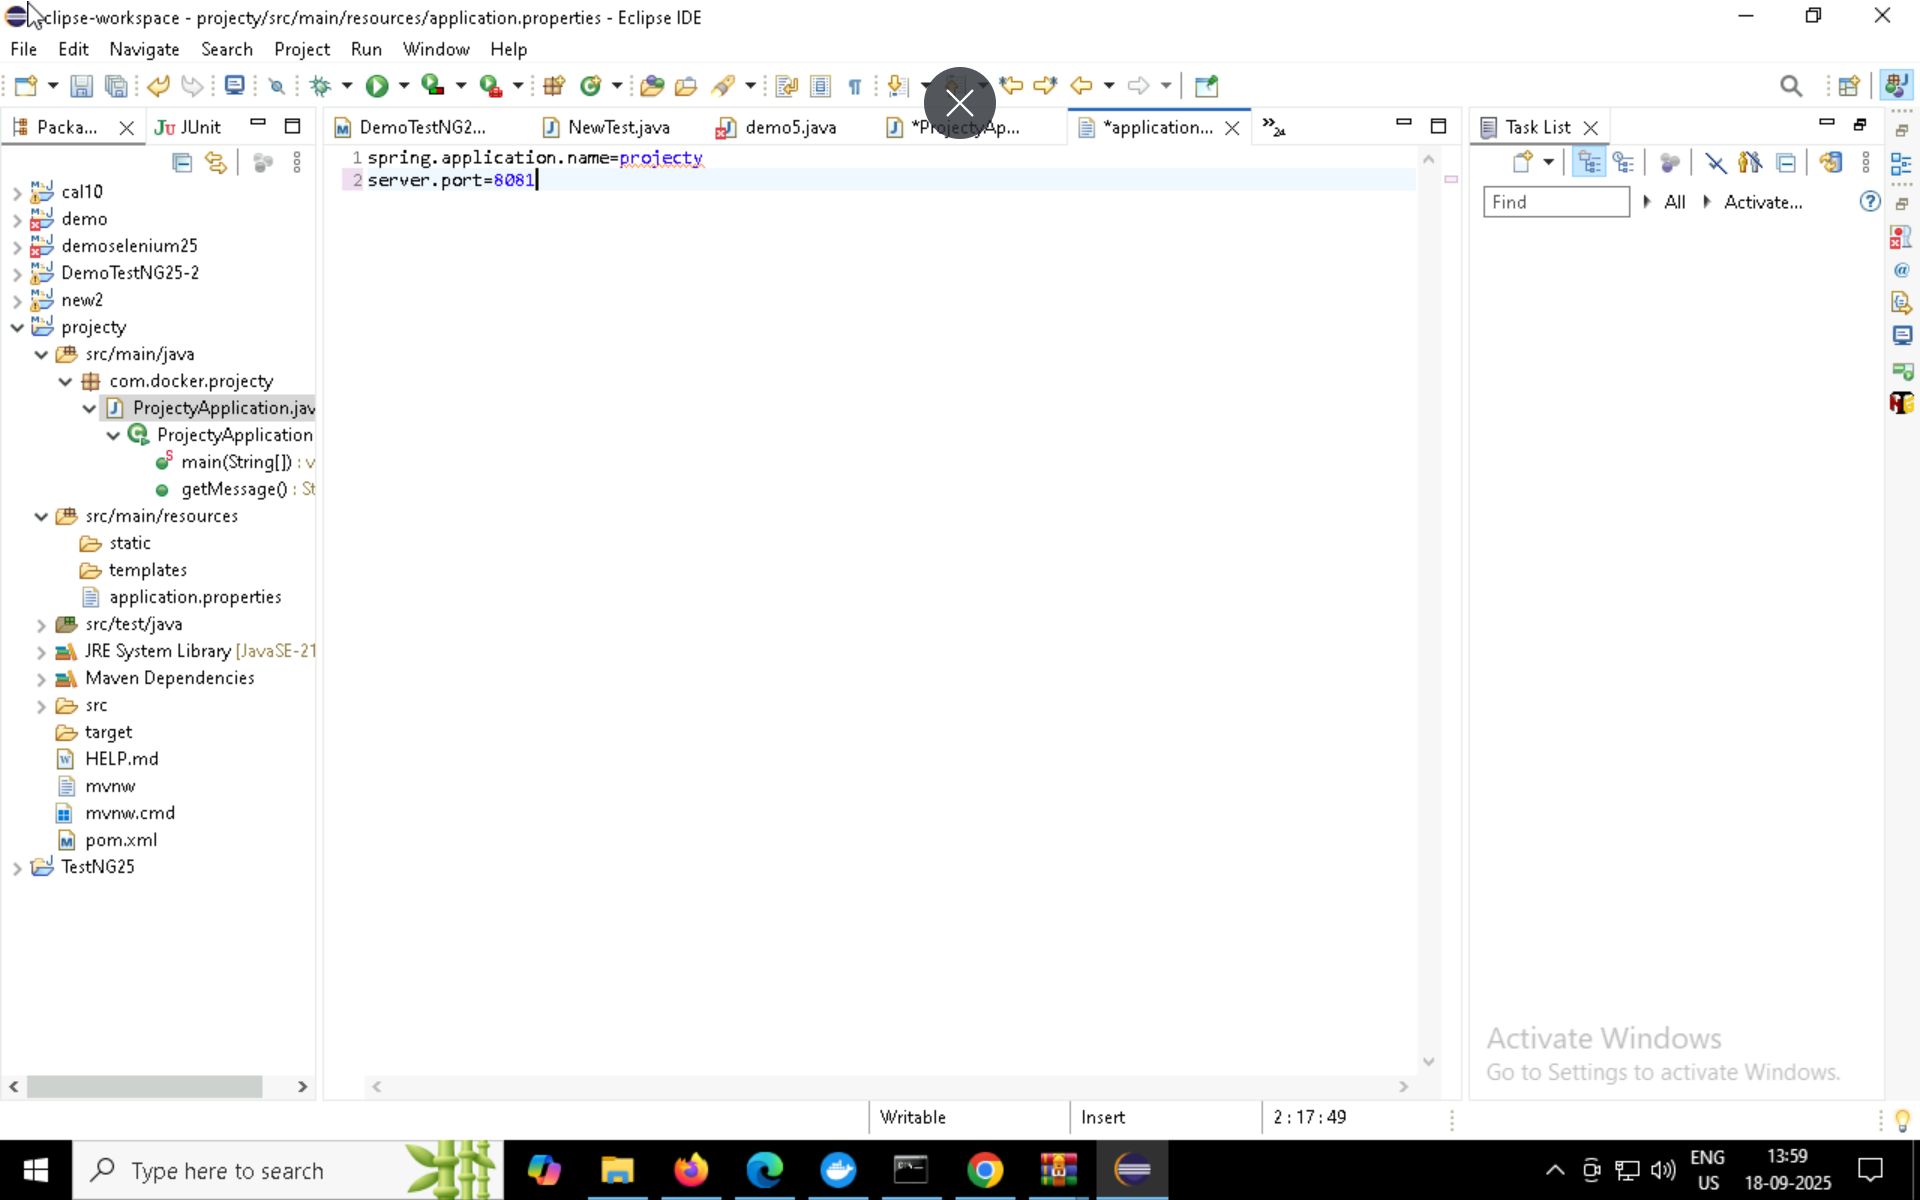 eclipse-workspace - projecty/src/main/resources/application.properties - Eclipse IDE
File Edit Navigate Search Project Run Window Help
Packa... JUnit
DemoTestNG2... NewTest.java demo5.java *ProjectyAp... *application... 24
Task List
1 spring.application.name=projecty
2 server.port=8081
Find All Activate...
cal10
demo
demoselenium25
DemoTestNG25-2
new2
projecty
src/main/java
com.docker.projecty
ProjectyApplication.jav
ProjectyApplication
main(String[]) : v
getMessage() : St
src/main/resources
static
templates
application.properties
src/test/java
JRE System Library [JavaSE-21
Maven Dependencies
src
target
HELP.md
mvnw
mvnw.cmd
pom.xml
TestNG25
Activate Windows
Go to Settings to activate Windows.
Writable Insert 2 : 17 : 49
Type here to search
ENG
US
13:59
18-09-2025